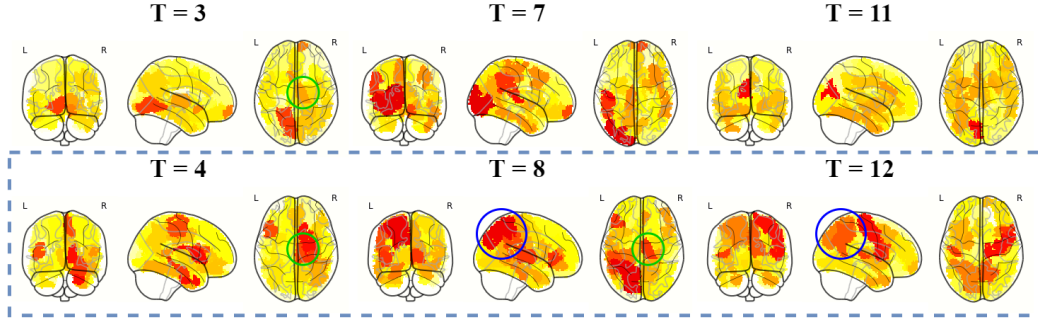 T = 3 T = 7 T = 11
L R L R L R
T = 4 T = 8 T = 12
L R L R L R